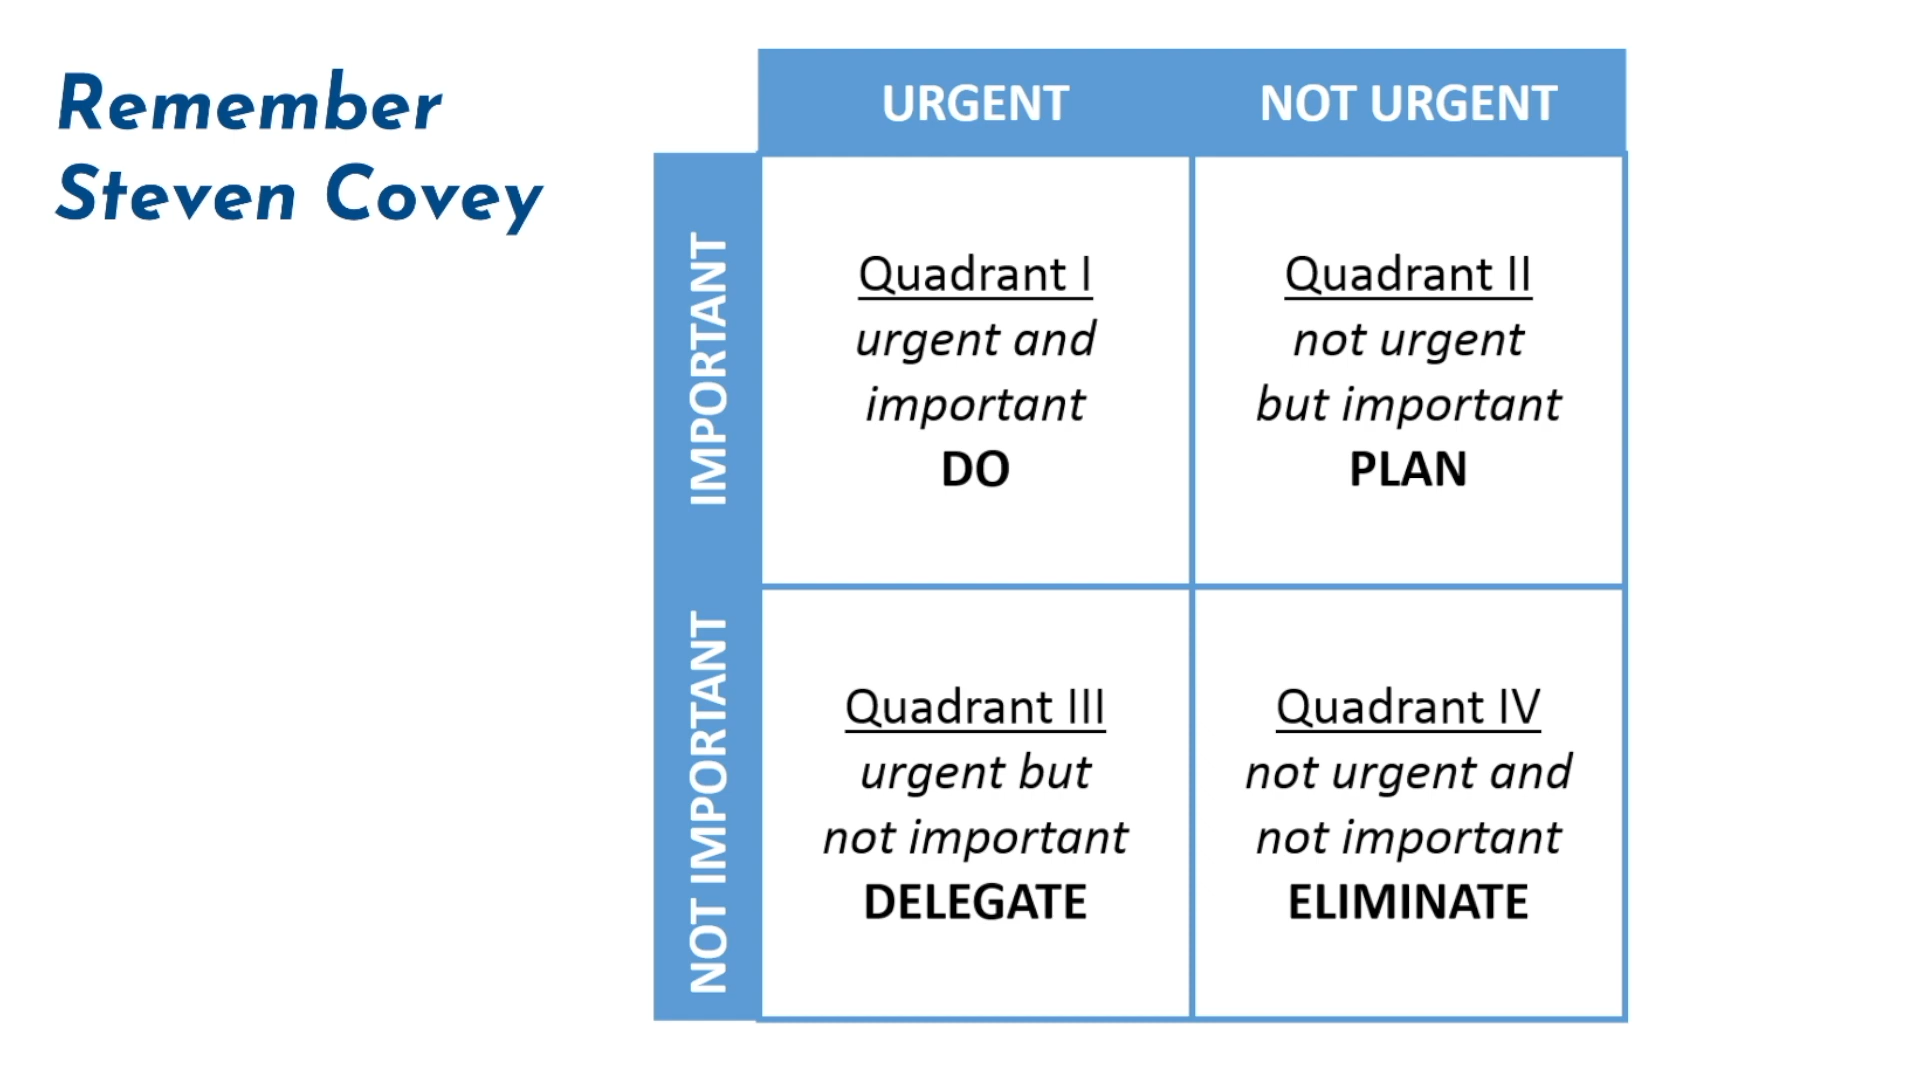 Remember
Steven Covey
URGENT
NOT URGENT
IMPORTANT
Quadrant I
urgent and
important
DO
Quadrant II
not urgent
but important
PLAN
NOT IMPORTANT
Quadrant III
urgent but
not important
DELEGATE
Quadrant IV
not urgent and
not important
ELIMINATE